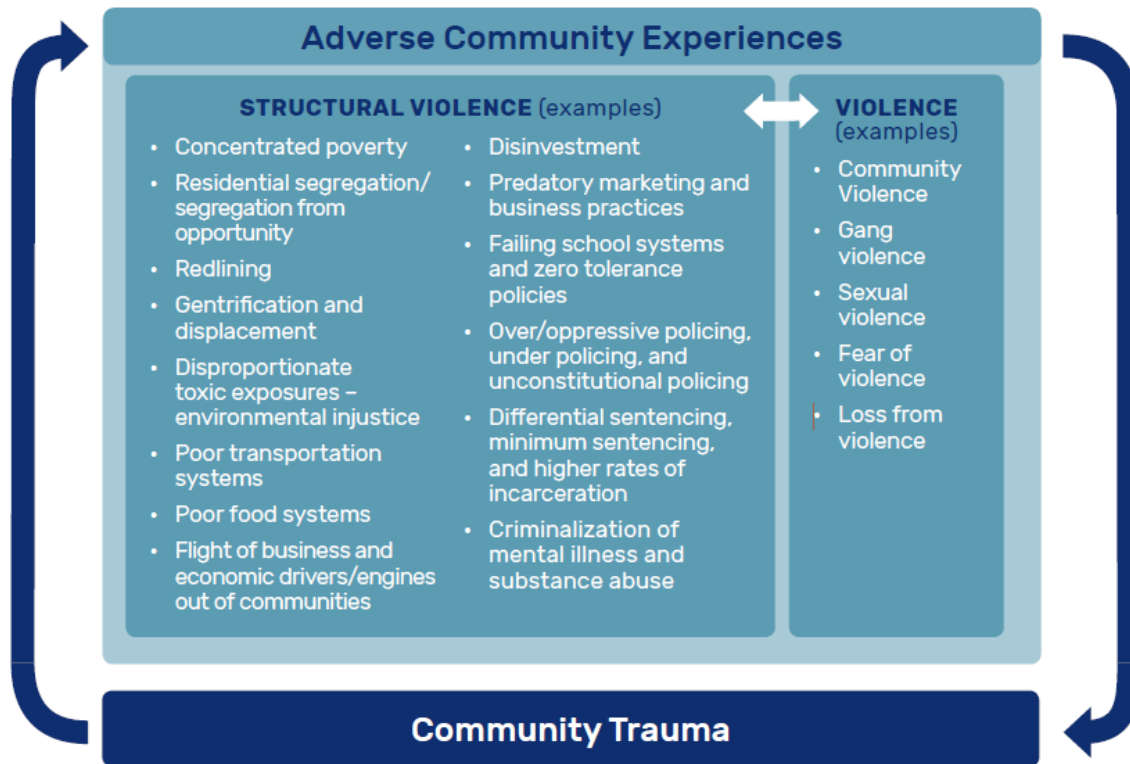 Adverse Community Experiences
STRUCTURAL VIOLENCE (examples)
• Concentrated poverty
• Residential segregation/
segregation from
opportunity
• Redlining
• Gentrification and
displacement
• Disproportionate
toxic exposures –
environmental injustice
• Poor transportation
systems
• Poor food systems
• Flight of business and
economic drivers/engines
out of communities
• Disinvestment
• Predatory marketing and
business practices
• Failing school systems
and zero tolerance
policies
• Over/oppressive policing,
under policing, and
unconstitutional policing
• Differential sentencing,
minimum sentencing,
and higher rates of
incarceration
• Criminalization of
mental illness and
substance abuse
VIOLENCE
(examples)
• Community
Violence
• Gang
violence
• Sexual
violence
• Fear of
violence
• Loss from
violence
Community Trauma